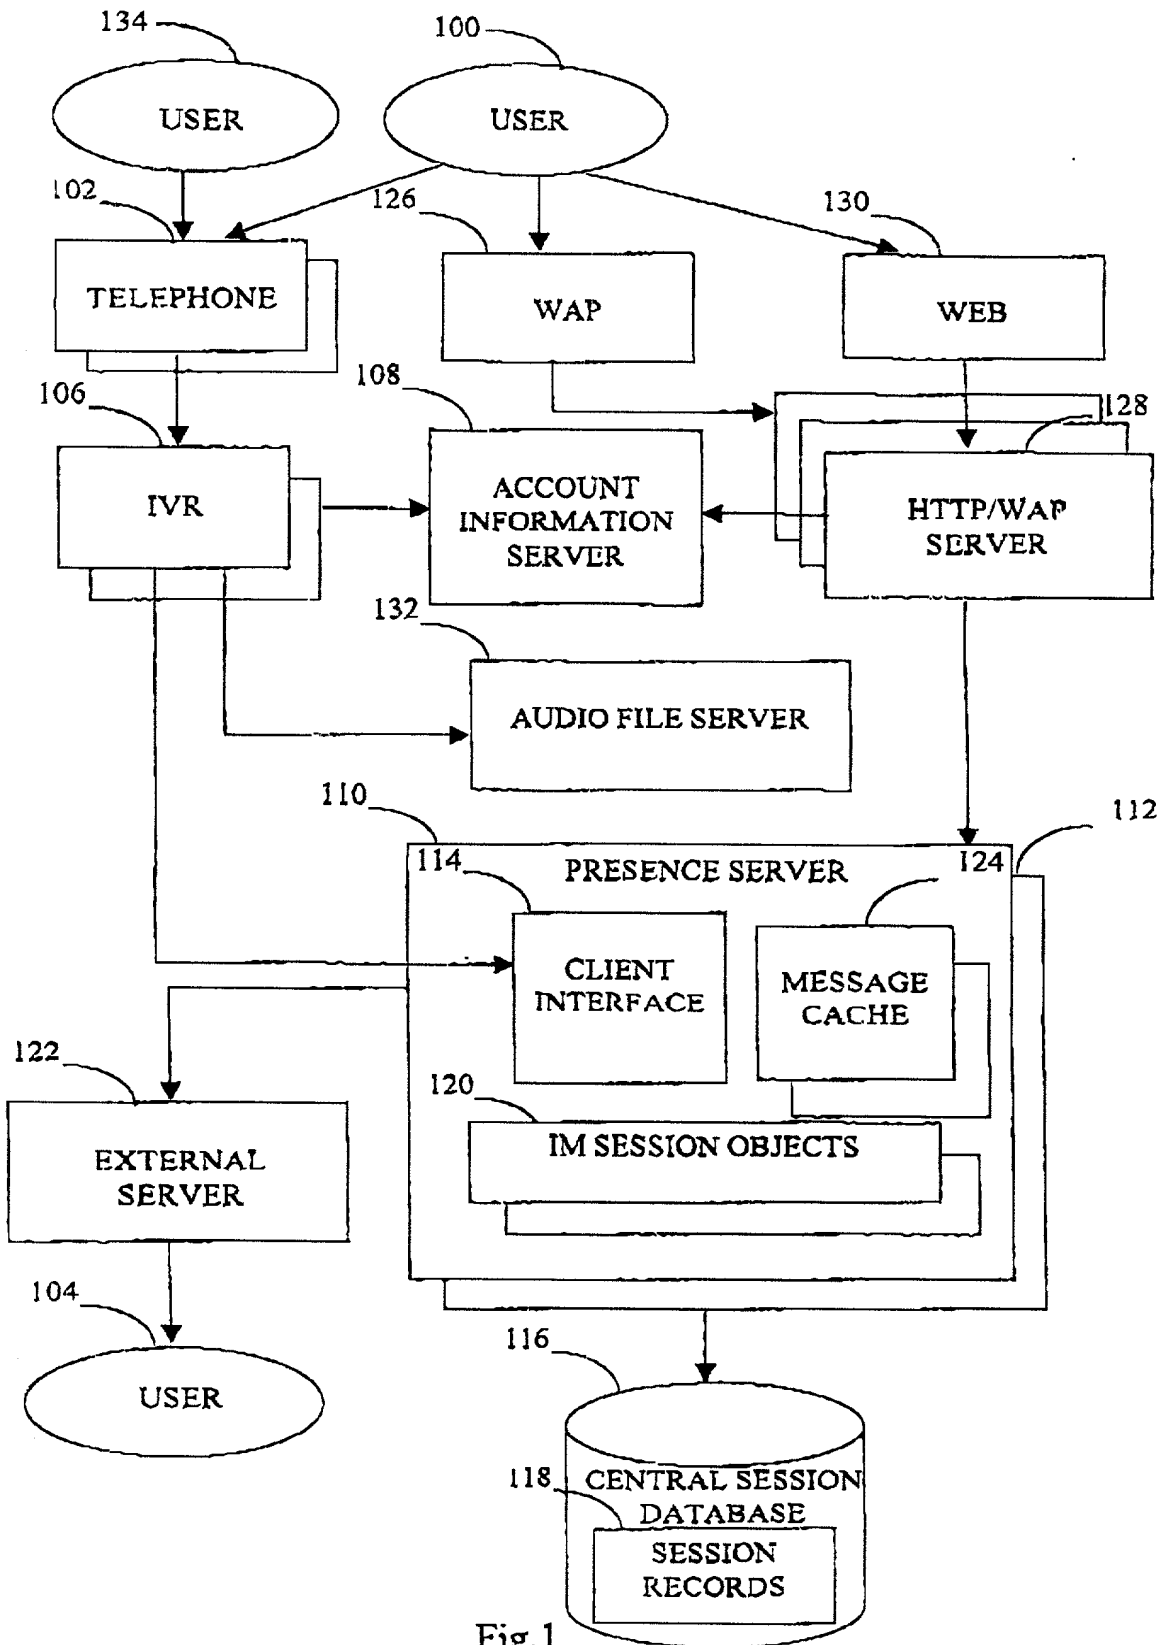 134
100
USER
USER
102
126
130
TELEPHONE
WAP
WEB
106
108
128
IVR
ACCOUNT
INFORMATION
SERVER
HTTP/WAP
SERVER
132
AUDIO FILE SERVER
110
112
114
PRESENCE SERVER
124
CLIENT
INTERFACE
MESSAGE
CACHE
122
120
IM SESSION OBJECTS
EXTERNAL
SERVER
104
116
USER
118
CENTRAL SESSION
DATABASE
SESSION
RECORDS
Fig.1